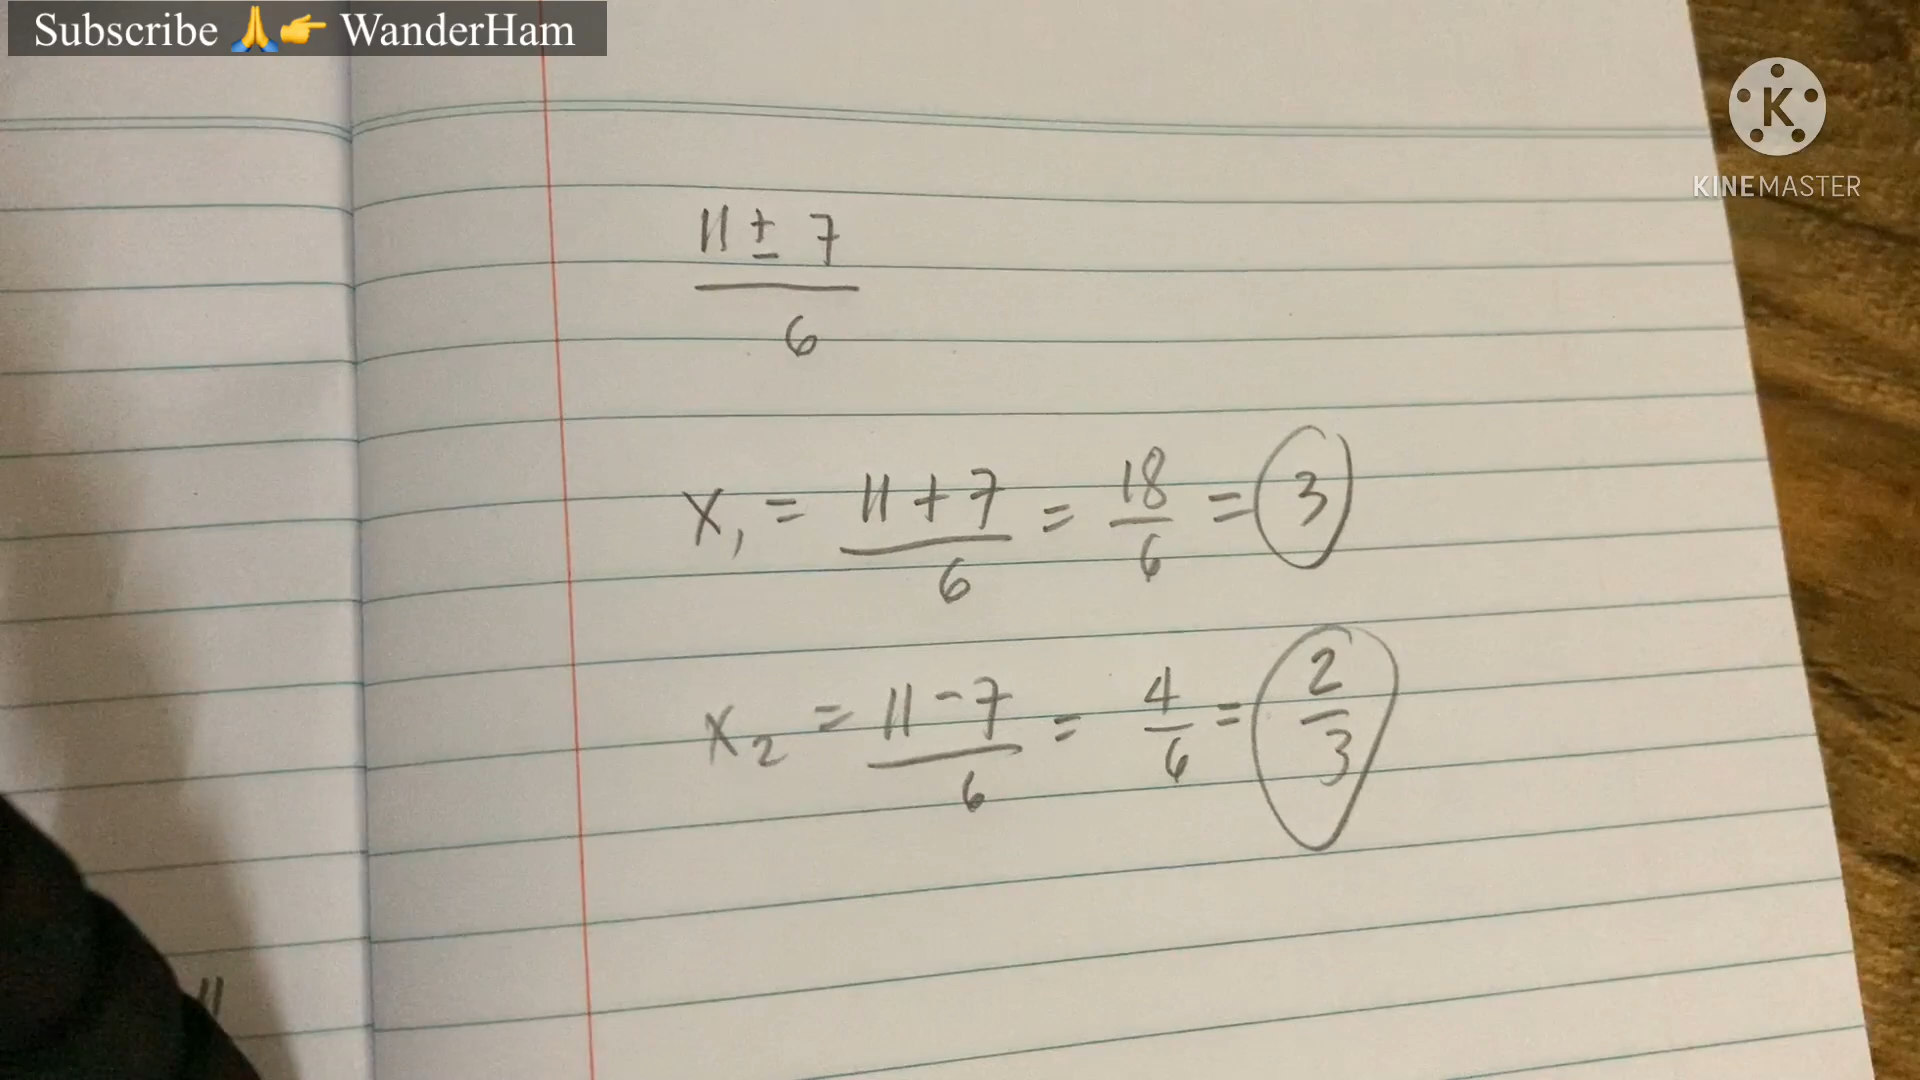 Subscribe 🙏👉 WanderHam
K
KINEMASTER
11 ± 7
6
X₁ = 11 + 7 / 6 = 18 / 6 = 3
X₂ = 11 - 7 / 6 = 4 / 6 = 2 / 3
11